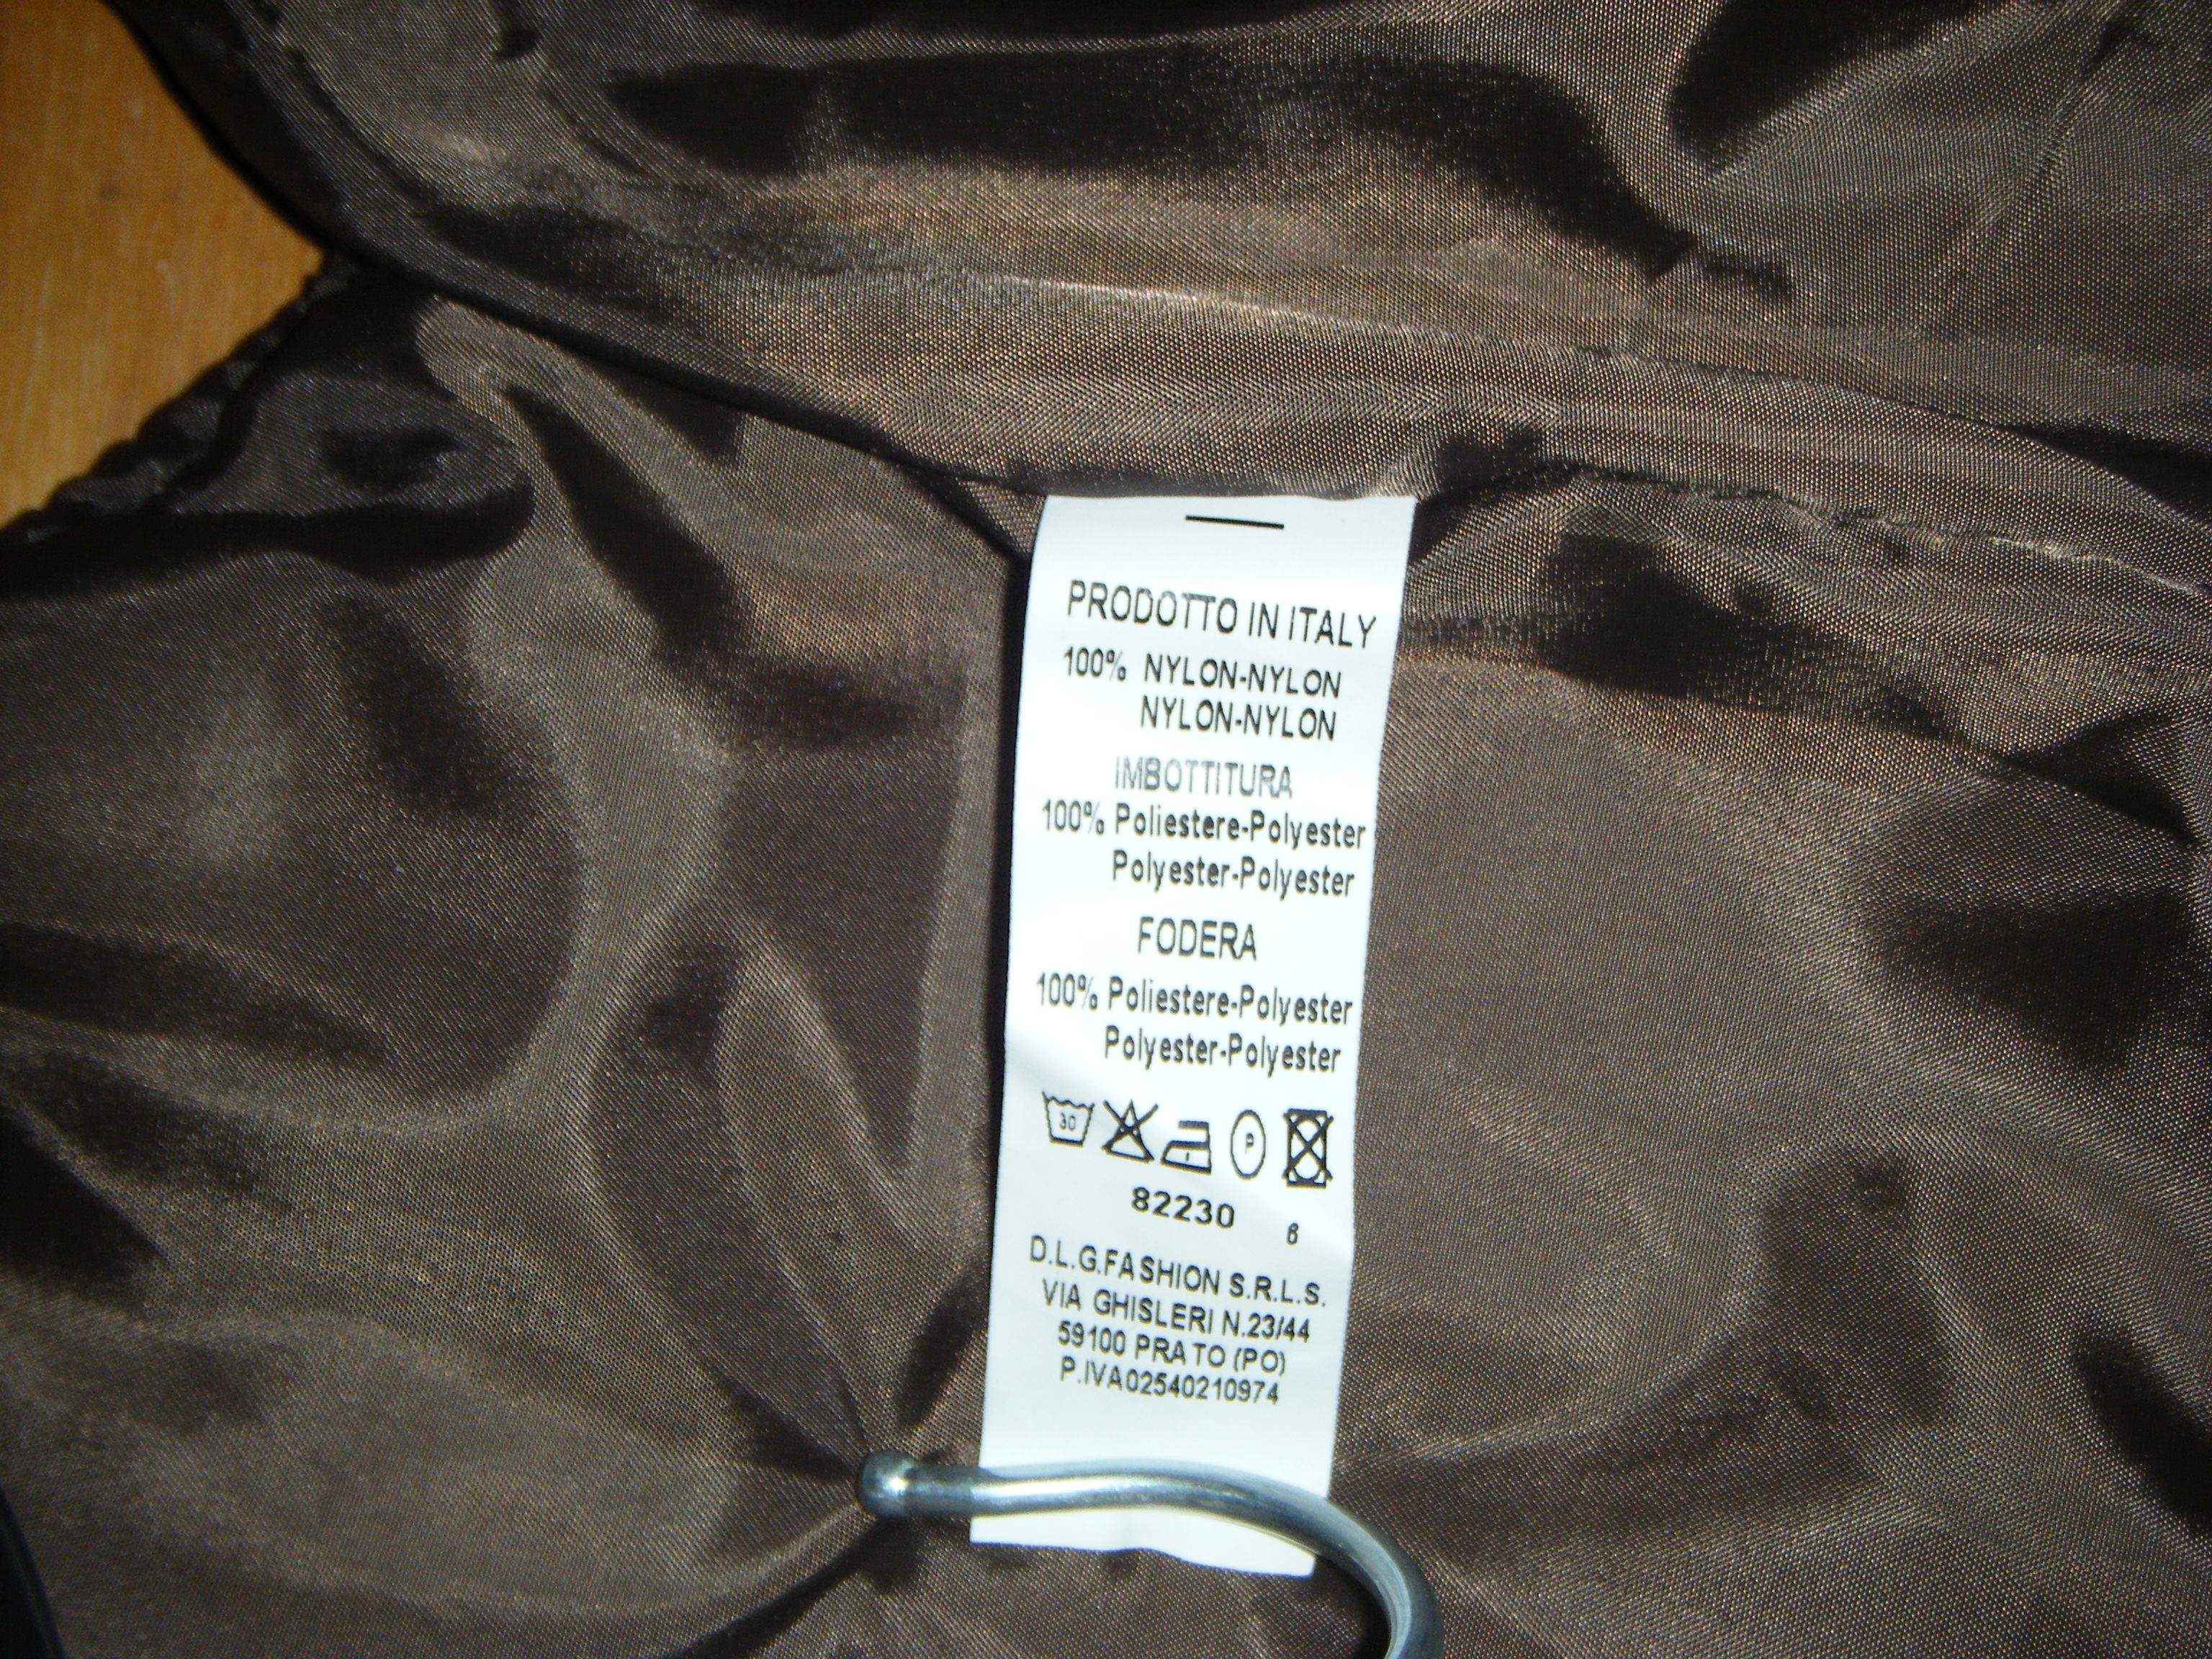 PRODOTTO IN ITALY
100% NYLON-NYLON
NYLON-NYLON
IMBOTTITURA
100% Poliestere-Polyester
Polyester-Polyester
FODERA
100% Poliestere-Polyester
Polyester-Polyester
30 P
82230 6
D.L.G.FASHION S.R.L.S.
VIA GHISLERI N.23/44
59100 PRATO (PO)
P.IVA02540210974